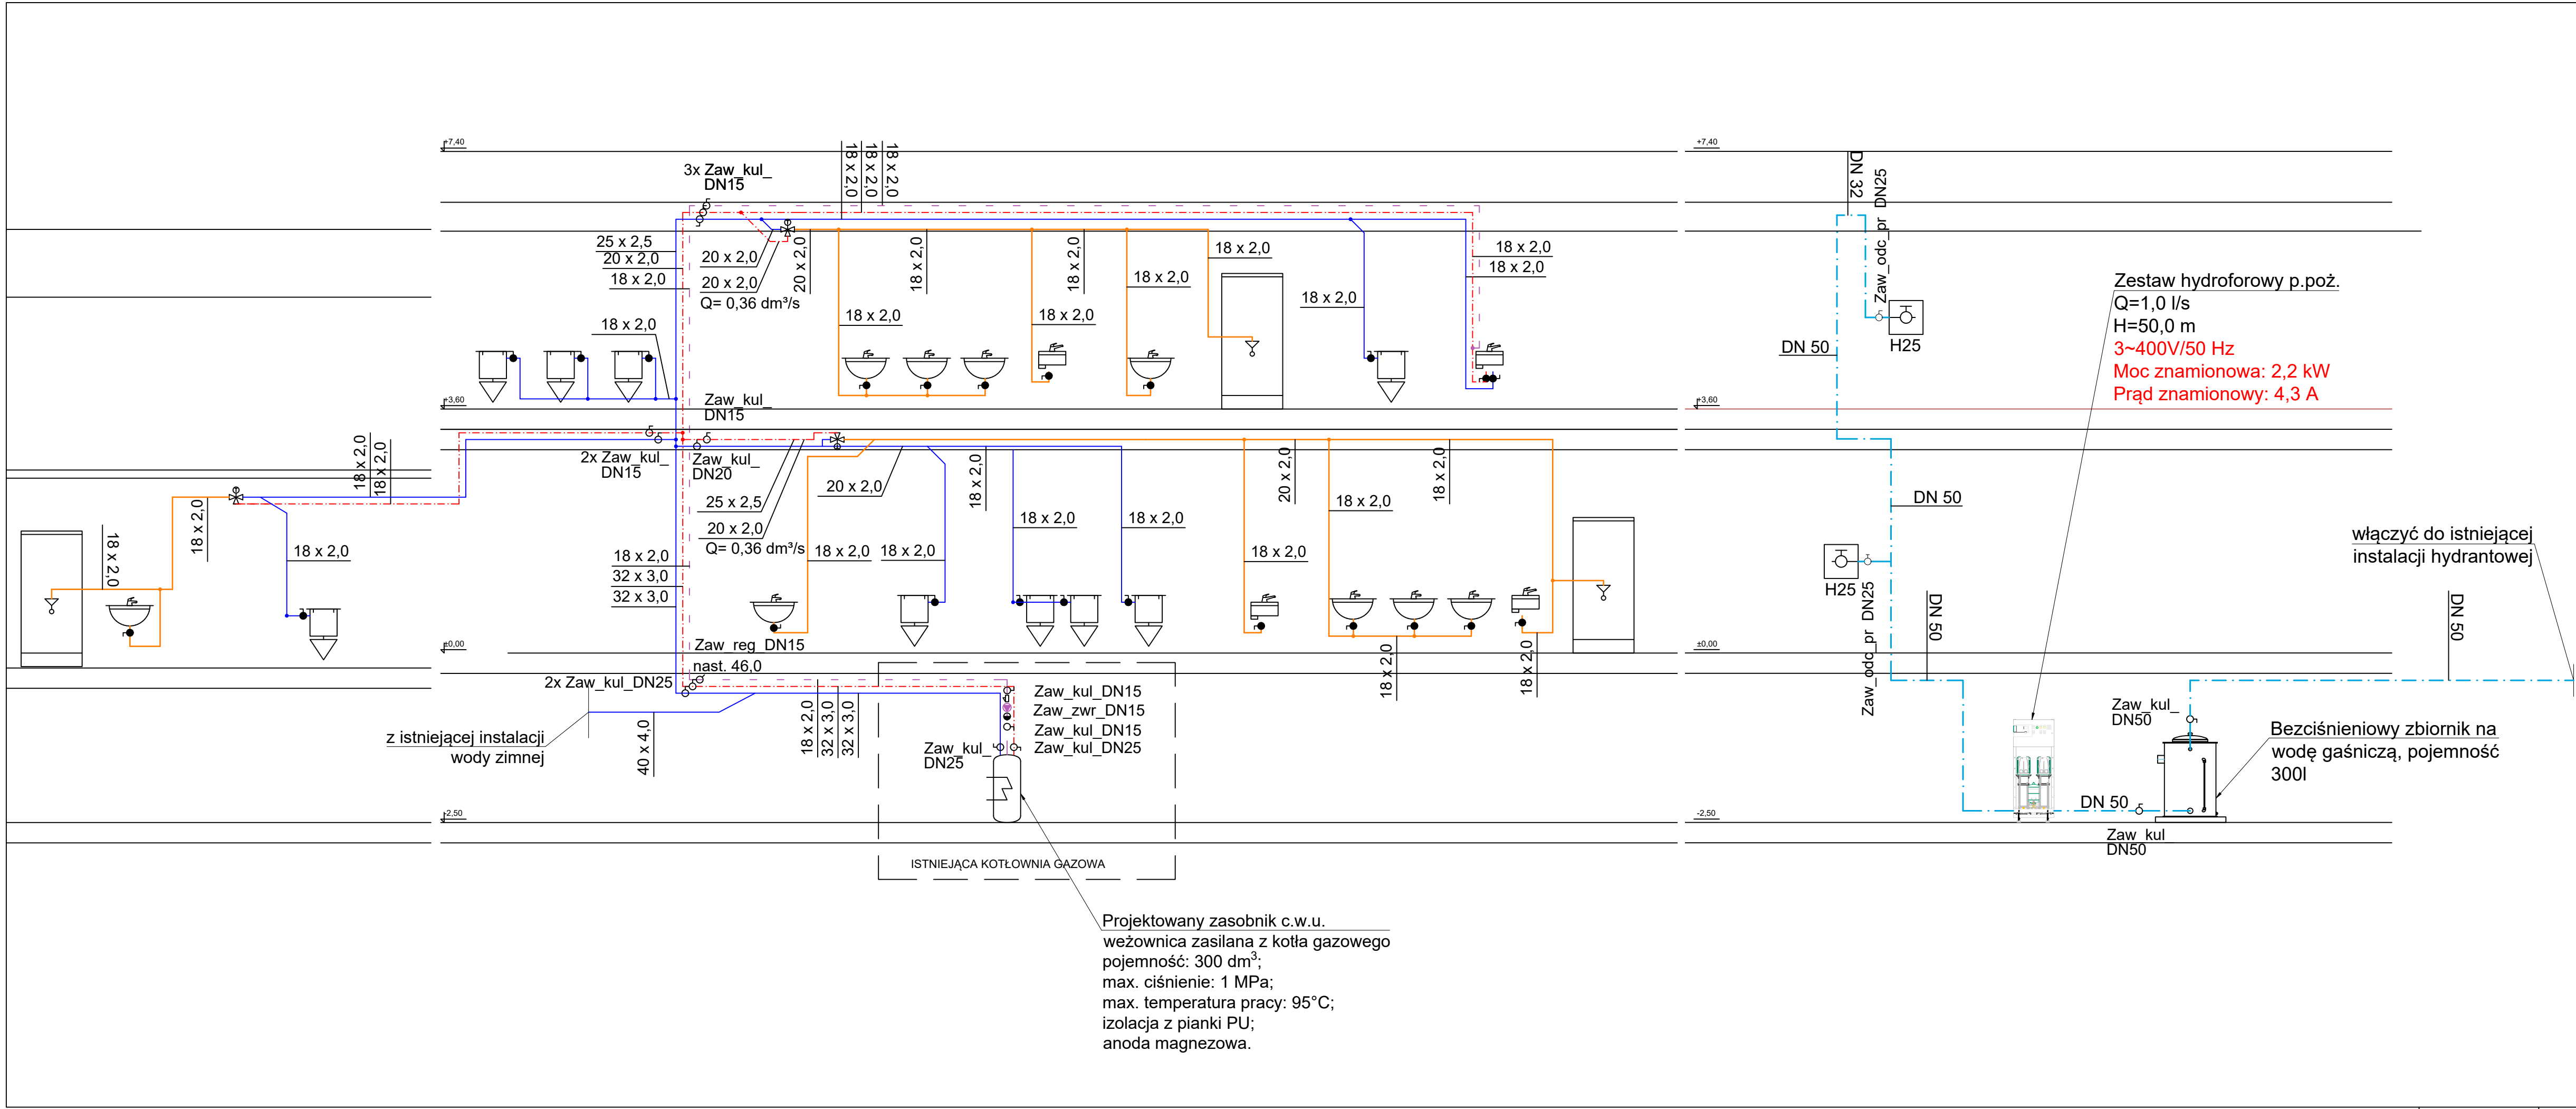 +7,40
3x Zaw_kul_
DN15
18 x 2,0
18 x 2,0
18 x 2,0
25 x 2,5
20 x 2,0
18 x 2,0
20 x 2,0
20 x 2,0
Q= 0,36 dm³/s
20 x 2,0
18 x 2,0
18 x 2,0
18 x 2,0
18 x 2,0
18 x 2,0
18 x 2,0
18 x 2,0
18 x 2,0
18 x 2,0
18 x 2,0
18 x 2,0
+3,60
Zaw_kul_
DN15
2x Zaw_kul_
DN15
Zaw_kul_
DN20
18 x 2,0
18 x 2,0
18 x 2,0
18 x 2,0
18 x 2,0
25 x 2,5
20 x 2,0
Q= 0,36 dm³/s
20 x 2,0
18 x 2,0
18 x 2,0
18 x 2,0
18 x 2,0
18 x 2,0
20 x 2,0
18 x 2,0
18 x 2,0
18 x 2,0
18 x 2,0
32 x 3,0
32 x 3,0
18 x 2,0
18 x 2,0
±0,00
Zaw_reg_DN15
nast. 46,0
2x Zaw_kul_DN25
z istniejącej instalacji
wody zimnej
40 x 4,0
18 x 2,0
32 x 3,0
32 x 3,0
Zaw_kul_DN15
Zaw_zwr_DN15
Zaw_kul_DN15
Zaw_kul_DN25
Zaw_kul_
DN25
-2,50
ISTNIEJĄCA KOTŁOWNIA GAZOWA
Projektowany zasobnik c.w.u.
weżownica zasilana z kotła gazowego
pojemność: 300 dm³;
max. ciśnienie: 1 MPa;
max. temperatura pracy: 95°C;
izolacja z pianki PU;
anoda magnezowa.
+7,40
DN 32
Zaw_odc_pr_DN25
H25
DN 50
+3,60
Zestaw hydroforowy p.poż.
Q=1,0 l/s
H=50,0 m
3~400V/50 Hz
Moc znamionowa: 2,2 kW
Prąd znamionowy: 4,3 A
DN 50
H25
Zaw_odc_pr_DN25
DN 50
włączyć do istniejącej
instalacji hydrantowej
DN 50
±0,00
Zaw_kul_
DN50
Bezciśnieniowy zbiornik na
wodę gaśniczą, pojemność
300l
DN 50
Zaw_kul_
DN50
-2,50